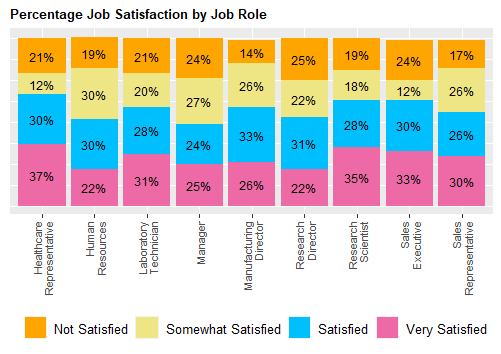 Percentage Job Satisfaction by Job Role
21% 19% 21% 24% 14% 25% 19% 24% 17%
12% 30% 20% 27% 26% 22% 18% 12% 26%
30% 30% 28% 24% 33% 31% 28% 30% 26%
37% 22% 31% 25% 26% 22% 35% 33% 30%
Healthcare
Representative
Human
Resources
Laboratory
Technician
Manager
Manufacturing
Director
Research
Director
Research
Scientist
Sales
Executive
Sales
Representative
Not Satisfied Somewhat Satisfied Satisfied Very Satisfied